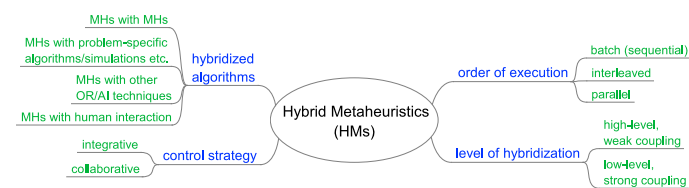 MHs with MHs
MHs with problem-specific
algorithms/simulations etc.
MHs with other
OR/AI techniques
MHs with human interaction
hybridized
algorithms
integrative
collaborative
control strategy
Hybrid Metaheuristics
(HMs)
order of execution
batch (sequential)
interleaved
parallel
level of hybridization
high-level,
weak coupling
low-level,
strong coupling